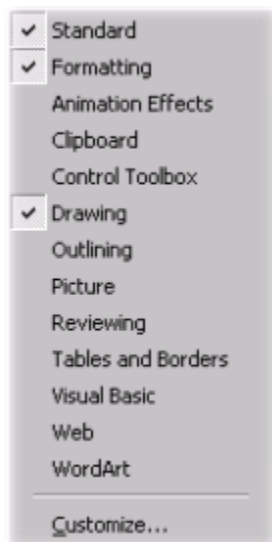 Standard
Formatting
Animation Effects
Clipboard
Control Toolbox
Drawing
Outlining
Picture
Reviewing
Tables and Borders
Visual Basic
Web
WordArt
Customize...